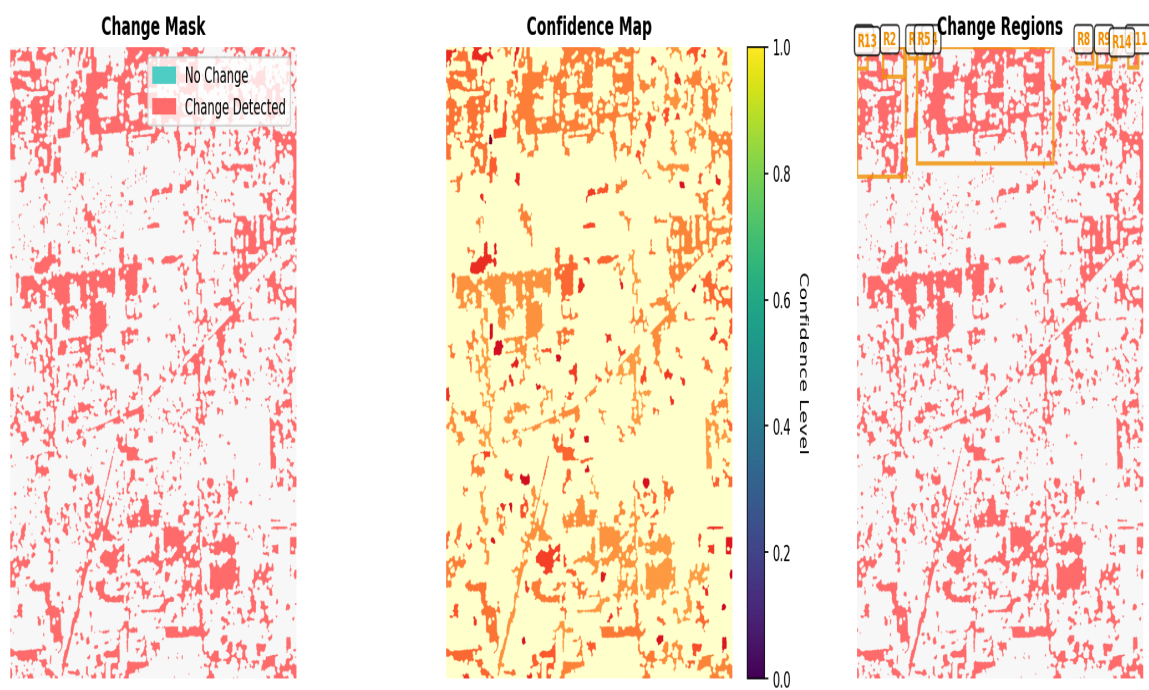 Change Mask
No Change
Change Detected
Confidence Map
1.0
0.8
0.6
0.4
0.2
0.0
Confidence Level
Change Regions
R13
R2
R5
R8
R14